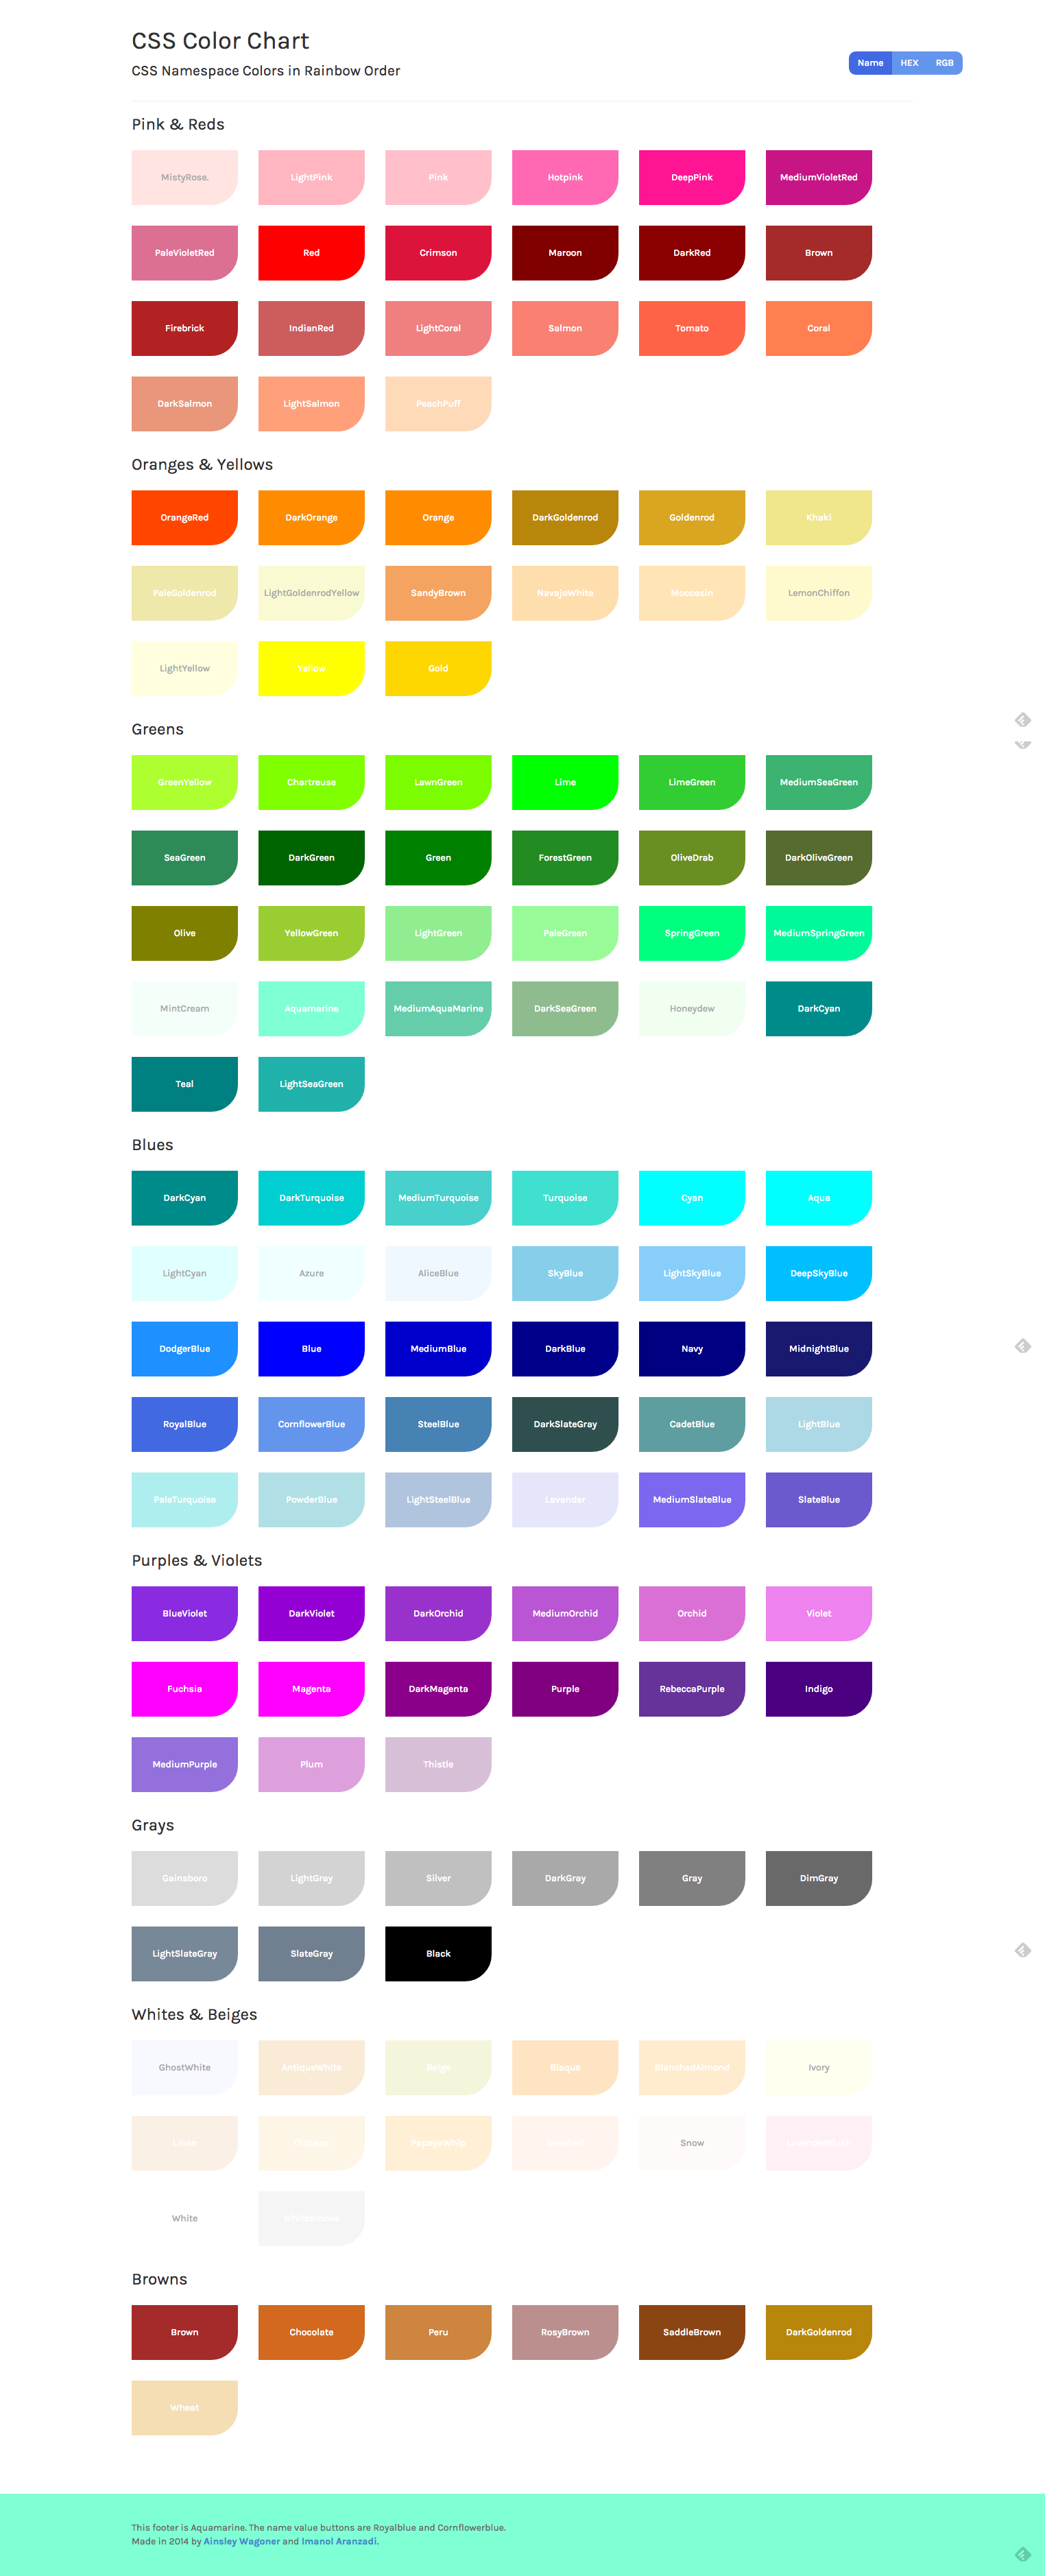 CSS Color Chart
CSS Namespace Colors in Rainbow Order
Name HEX RGB
Pink & Reds
MistyRose. LightPink Pink Hotpink DeepPink MediumVioletRed
PaleVioletRed Red Crimson Maroon DarkRed Brown
Firebrick IndianRed LightCoral Salmon Tomato Coral
DarkSalmon LightSalmon PeachPuff
Oranges & Yellows
OrangeRed DarkOrange Orange DarkGoldenrod Goldenrod Khaki
PaleGoldenrod LightGoldenrodYellow SandyBrown NavajoWhite Moccasin LemonChiffon
LightYellow Yellow Gold
Greens
GreenYellow Chartreuse LawnGreen Lime LimeGreen MediumSeaGreen
SeaGreen DarkGreen Green ForestGreen OliveDrab DarkOliveGreen
Olive YellowGreen LightGreen PaleGreen SpringGreen MediumSpringGreen
MintCream Aquamarine MediumAquaMarine DarkSeaGreen Honeydew DarkCyan
Teal LightSeaGreen
Blues
DarkCyan DarkTurquoise MediumTurquoise Turquoise Cyan Aqua
LightCyan Azure AliceBlue SkyBlue LightSkyBlue DeepSkyBlue
DodgerBlue Blue MediumBlue DarkBlue Navy MidnightBlue
RoyalBlue CornflowerBlue SteelBlue DarkSlateGray CadetBlue LightBlue
PaleTurquoise PowderBlue LightSteelBlue Lavander MediumSlateBlue SlateBlue
Purples & Violets
BlueViolet DarkViolet DarkOrchid MediumOrchid Orchid Violet
Fuchsia Magenta DarkMagenta Purple RebeccaPurple Indigo
MediumPurple Plum Thistle
Grays
Gainsboro LightGray Silver DarkGray Gray DimGray
LightSlateGray SlateGray Black
Whites & Beiges
GhostWhite AntiqueWhite Beige Bisque BlanchedAlmond Ivory
Linen PapayaWhip Snow
White
Browns
Brown Chocolate Peru RosyBrown SaddleBrown DarkGoldenrod
Wheat
This footer is Aquamarine. The name value buttons are Royalblue and Cornflowerblue.
Made in 2014 by Ainsley Wagoner and Imanol Aranzadi.